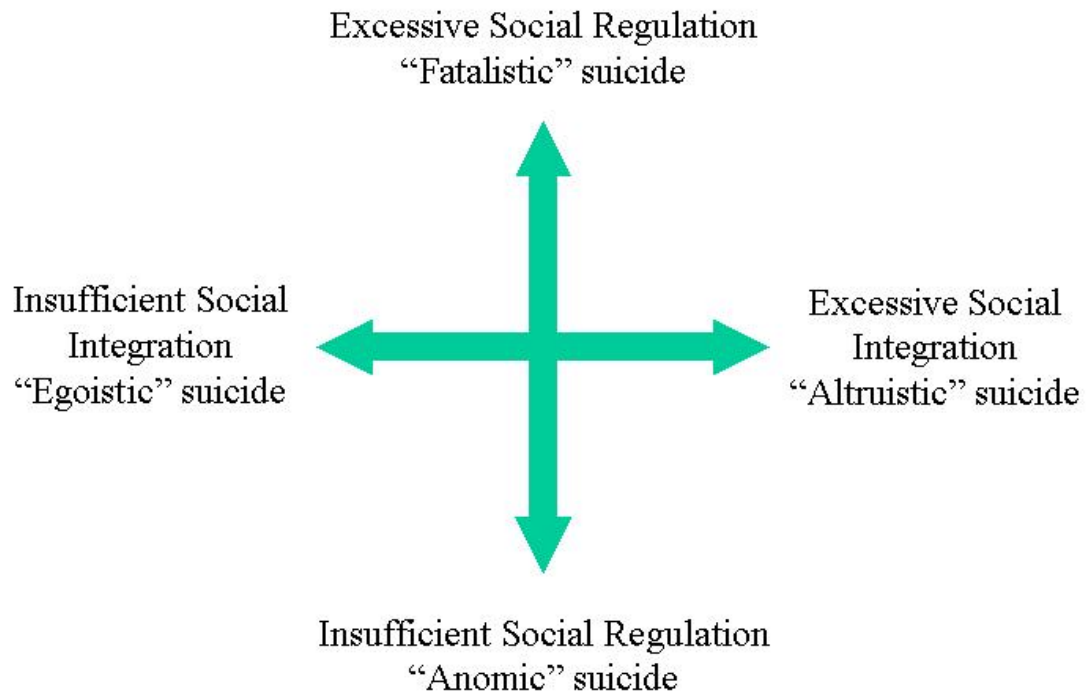 Excessive Social Regulation
“Fatalistic” suicide
Insufficient Social
Integration
“Egoistic” suicide
Excessive Social
Integration
“Altruistic” suicide
Insufficient Social Regulation
“Anomic” suicide